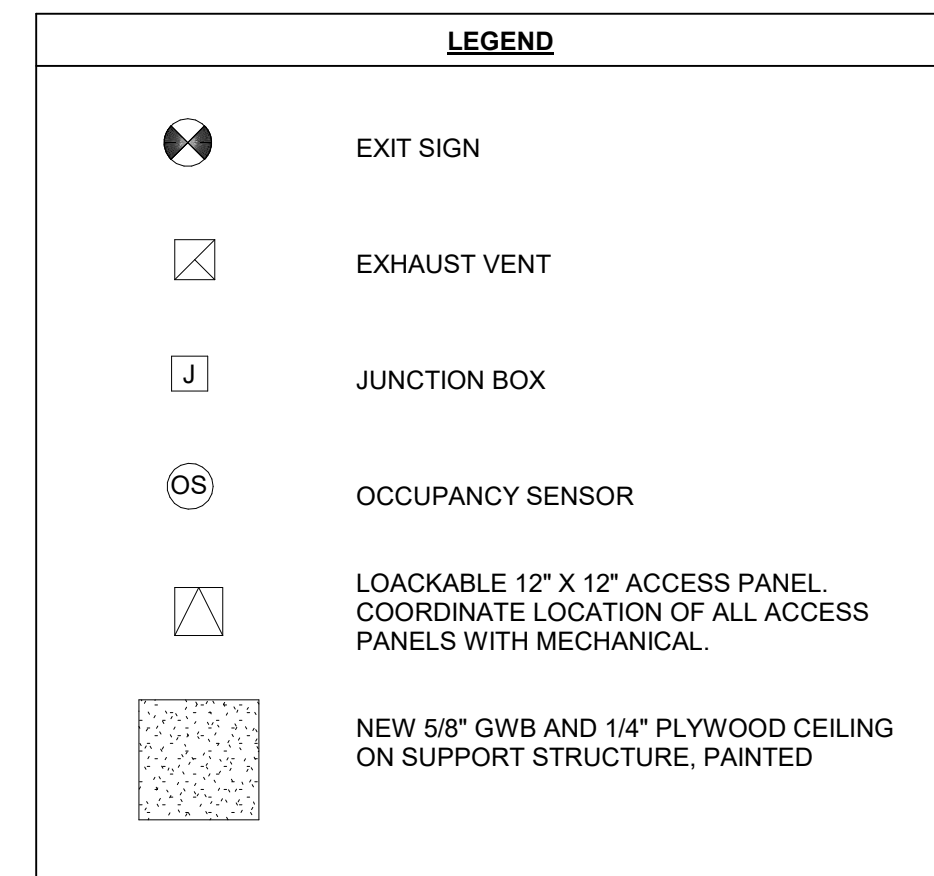 LEGEND
EXIT SIGN
EXHAUST VENT
J
JUNCTION BOX
OS
OCCUPANCY SENSOR
LOACKABLE 12" X 12" ACCESS PANEL.
COORDINATE LOCATION OF ALL ACCESS
PANELS WITH MECHANICAL.
NEW 5/8" GWB AND 1/4" PLYWOOD CEILING
ON SUPPORT STRUCTURE, PAINTED